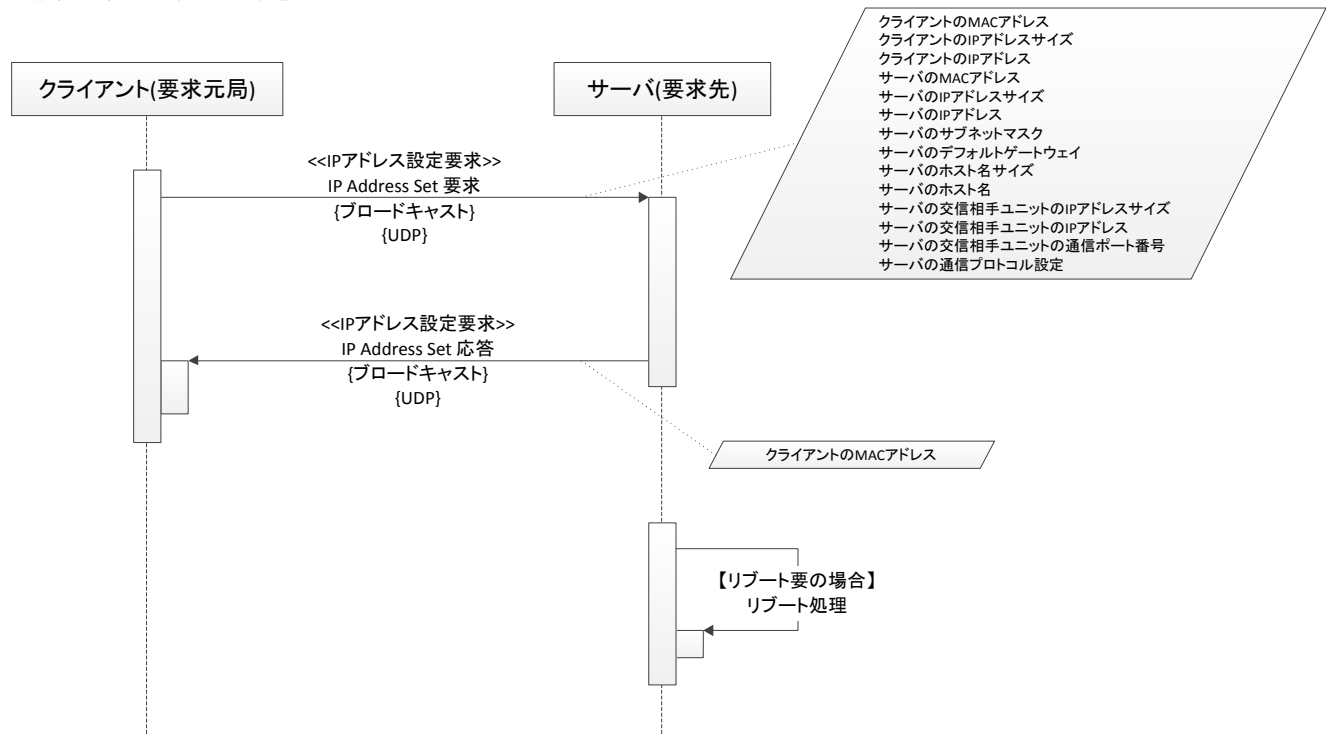 クライアント(要求元局)
サーバ(要求先)
クライアントのMACアドレス
クライアントのIPアドレスサイズ
クライアントのIPアドレス
サーバのMACアドレス
サーバのIPアドレスサイズ
サーバのIPアドレス
サーバのサブネットマスク
サーバのデフォルトゲートウェイ
サーバのホスト名サイズ
サーバのホスト名
サーバの交信相手ユニットのIPアドレスサイズ
サーバの交信相手ユニットのIPアドレス
サーバの交信相手ユニットの通信ポート番号
サーバの通信プロトコル設定
<<IPアドレス設定要求>>
IP Address Set 要求
{ブロードキャスト}
{UDP}
<<IPアドレス設定要求>>
IP Address Set 応答
{ブロードキャスト}
{UDP}
クライアントのMACアドレス
【リブート要の場合】
リブート処理